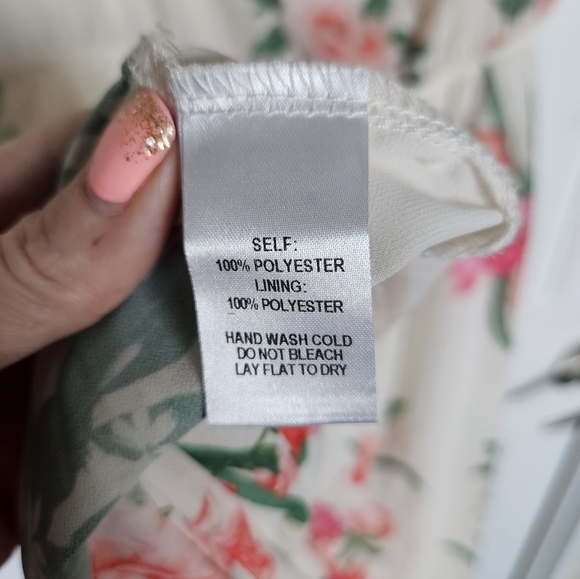 SELF:
100% POLYESTER
LINING:
100% POLYESTER
HAND WASH COLD
DO NOT BLEACH
LAY FLAT TO DRY